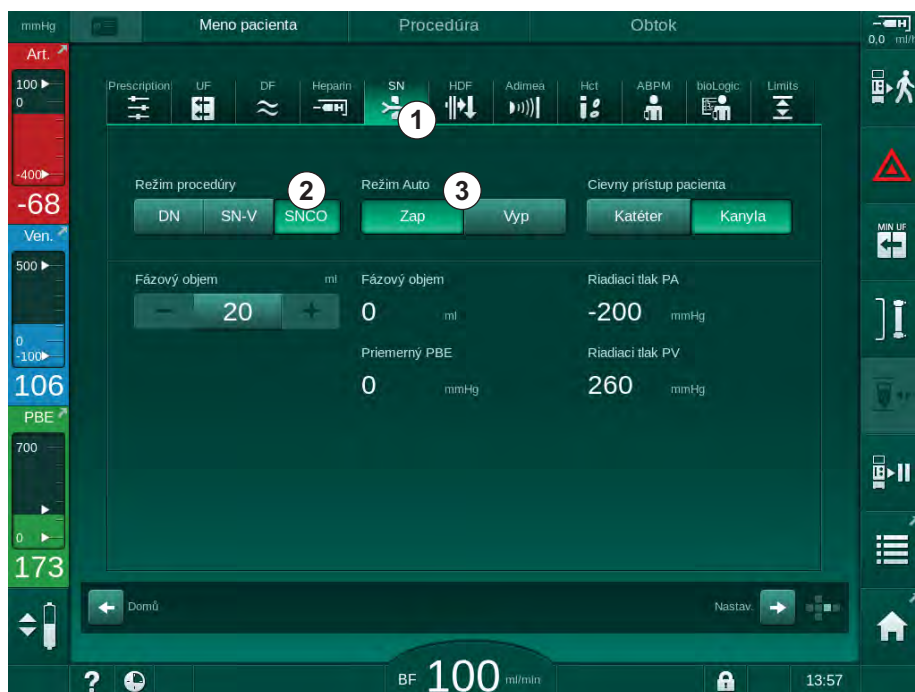 mmHg
Meno pacienta
Procedúra
Obtok
0,0 ml/h
Art.
100
0
-400
-68
Ven.
500
0
-100
106
PBE
700
0
173
Prescription
UF
DF
Heparin
SN
HDF
Adimea
Hct
ABPM
bioLogic
Limits
1
Režim procedúry
2
Režim Auto
3
Cievny prístup pacienta
DN
SN-V
SNCO
Zap
Vyp
Katéter
Kanyla
Fázový objem
ml
20
Fázový objem
0 ml
Riadiaci tlak PA
-200 mmHg
Priemerný PBE
0 mmHg
Riadiaci tlak PV
260 mmHg
Domů
Nastav.
MIN UF
?
BF 100 ml/min
13:57